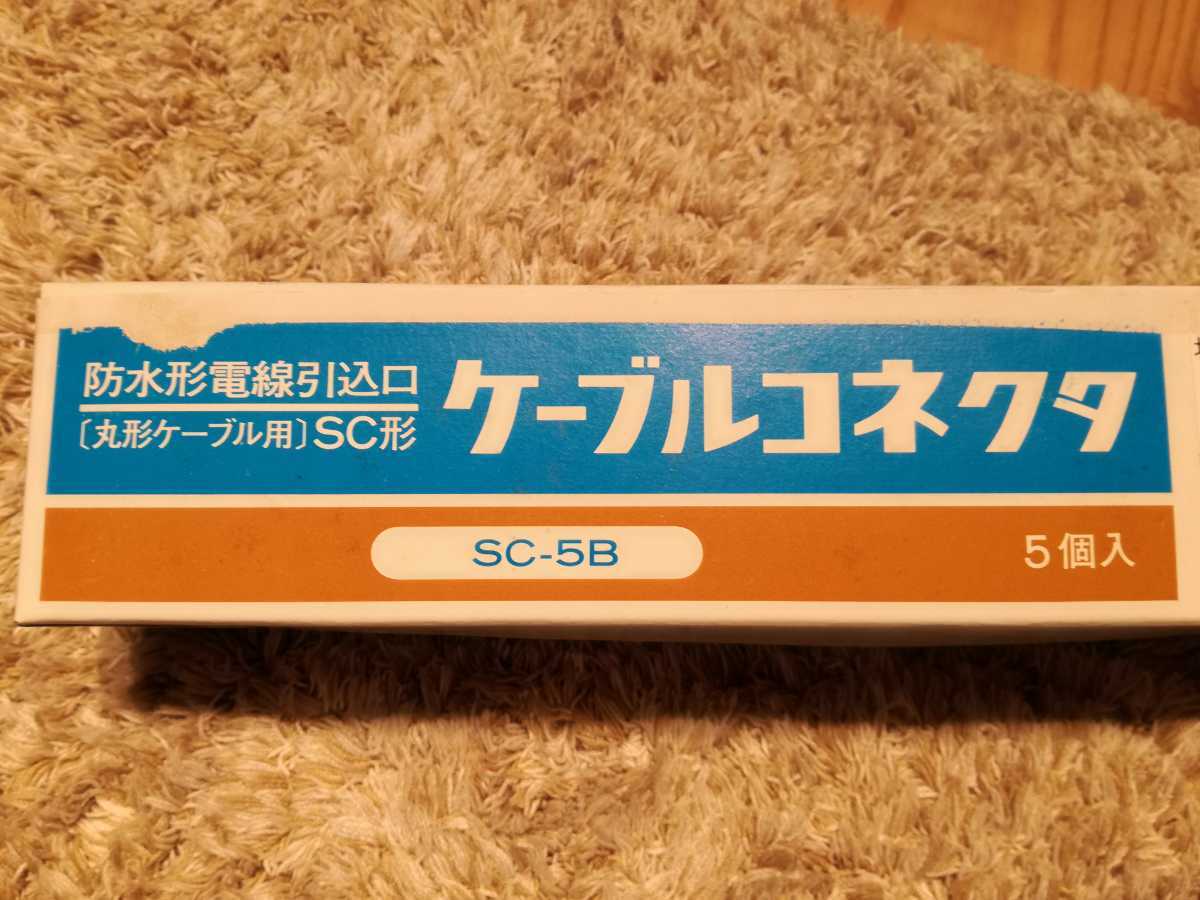 防水形電線引込口
〔丸形ケーブル用〕SC形
ケーブルコネクタ
SC-5B
5個入